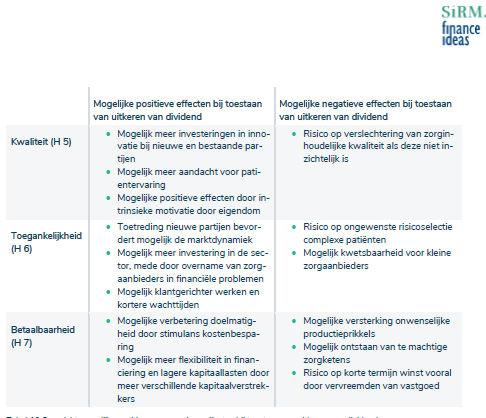 SiRM.
finance
ideas
Mogelijke positieve effecten bij toestaan
van uitkeren van dividend
Mogelijke negatieve effecten bij toestaan
van uitkeren van dividend
Kwaliteit (H 5)
• Mogelijk meer investeringen in inno-
vatie bij nieuwe en bestaande par-
tijen
• Mogelijk meer aandacht voor pati-
entervaring
• Mogelijke positieve effecten door in-
trinsieke motivatie door eigendom
• Risico op verslechtering van zorgin-
houdelijke kwaliteit als deze niet in-
zichtelijk is
Toegankelijkheid
(H 6)
• Toetreding nieuwe partijen bevor-
dert mogelijk de marktdynamiek
• Mogelijk meer investering in de sec-
tor, mede door overname van zorg-
aanbieders in financiële problemen
• Mogelijk klantgerichter werken en
kortere wachttijden
• Risico op ongewenste risicoselectie
complexe patiënten
• Mogelijk kwetsbaarheid voor kleine
zorgaanbieders
Betaalbaarheid
(H 7)
• Mogelijke verbetering doelmatig-
heid door stimulans kostenbespa-
ring
• Mogelijk meer flexibiliteit in finan-
ciering en lagere kapitaallasten door
meer verschillende kapitaalverstrek-
kers
• Mogelijke versterking onwenselijke
productieprikkels
• Mogelijk ontstaan van te machtige
zorgketens
• Risico op korte termijn winst vooral
door vervreemden van vastgoed